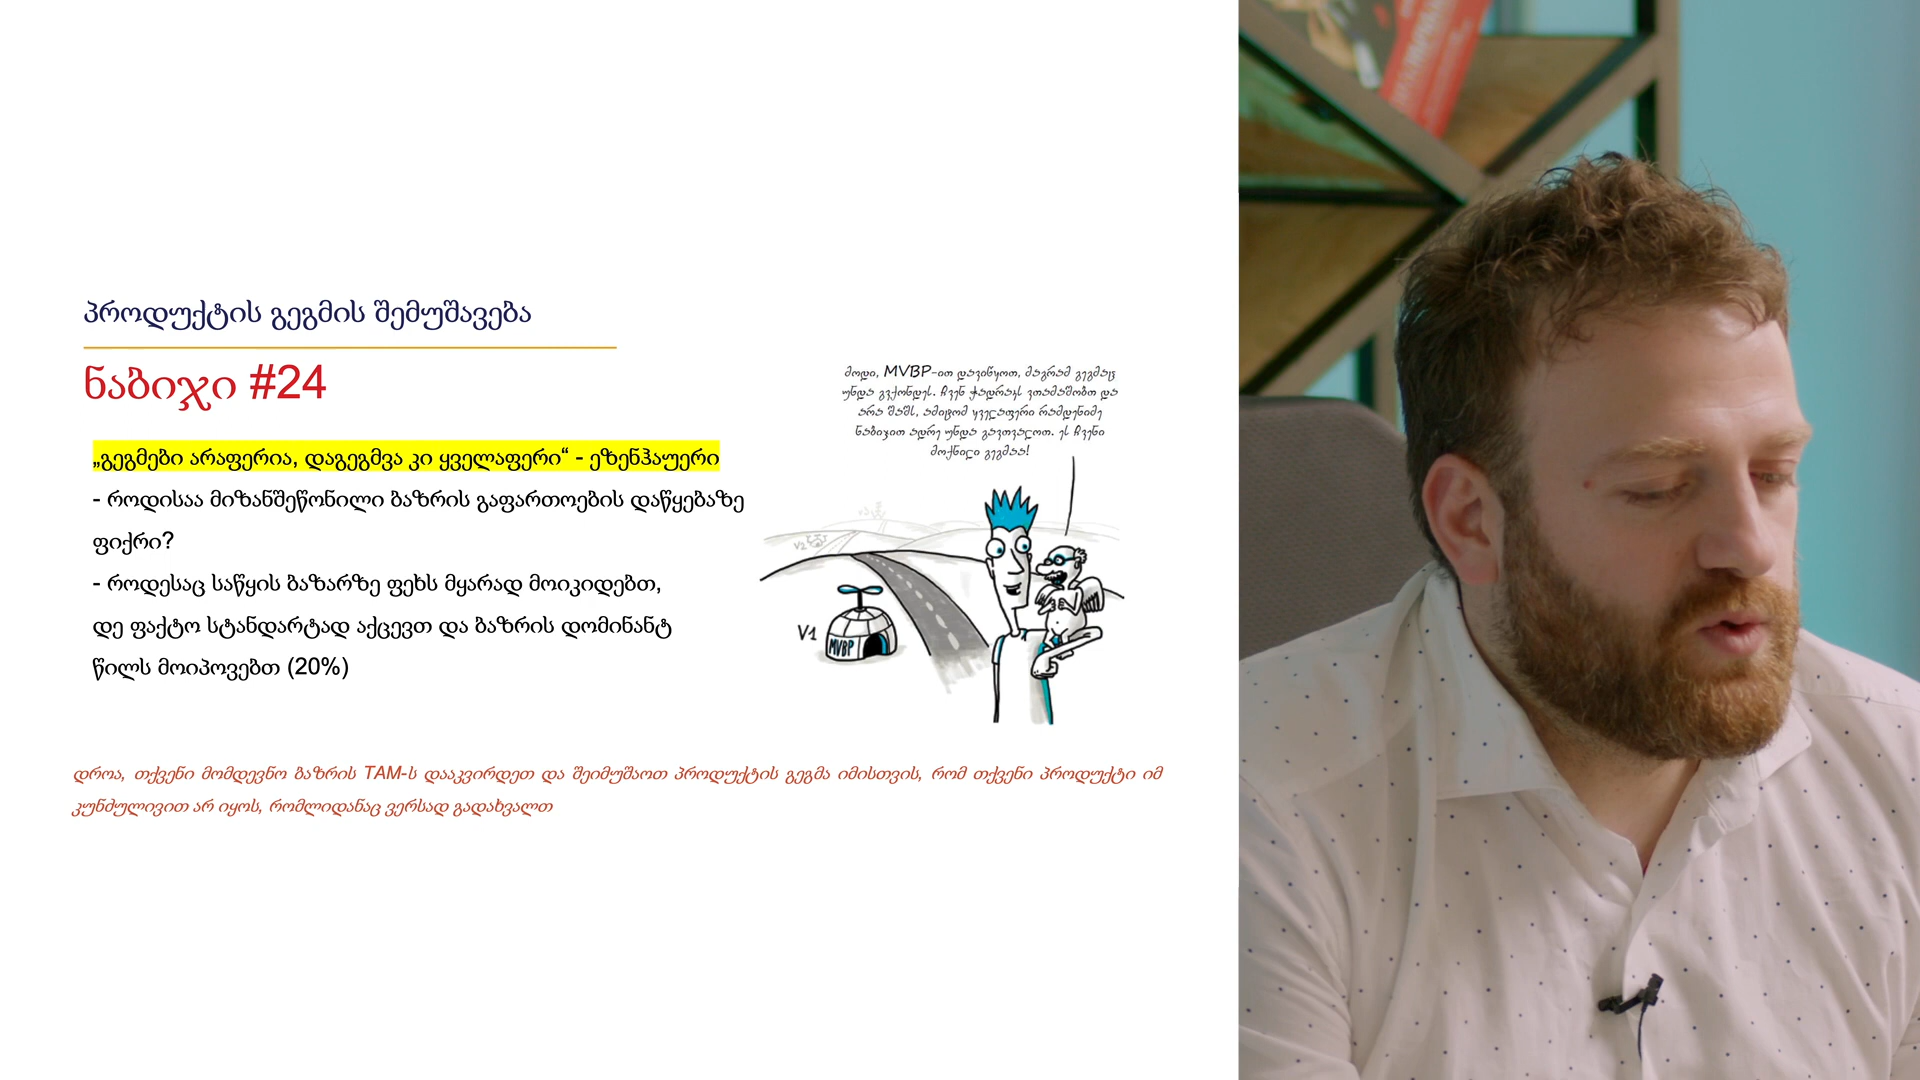 პროდუქტის გეგმის შემუშავება
ნაბიჯი #24
„გეგმები არაფერია, დაგეგმვა კი ყველაფერი“ - ეზენჰაუერი
- როდისაა მიზანშეწონილი ბაზრის გაფართოების დაწყებაზე
ფიქრი?
- როდესაც საწყის ბაზარზე ფეხს მყარად მოიკიდებთ,
დე ფაქტო სტანდარტად აქცევთ და ბაზრის დომინანტ
წილს მოიპოვებთ (20%)
მოდი, MVBP-ით დავიწყოთ, მაგრამ გეგმაც
უნდა გვქონდეს. ჩვენ ჭადრაკს ვთამაშობთ და
არა შაშს, ამიტომ ყველაფერი რამდენიმე
ნაბიჯით ადრე უნდა გავთვალოთ. ეს ჩვენი
მოქნილი გეგმაა!
V2
V1
MVBP
დროა, თქვენი მომდევნო ბაზრის TAM-ს დააკვირდეთ და შეიმუშაოთ პროდუქტის გეგმა იმისთვის, რომ თქვენი პროდუქტი იმ
კუნძულივით არ იყოს, რომლიდანაც ვერსად გადახვალთ